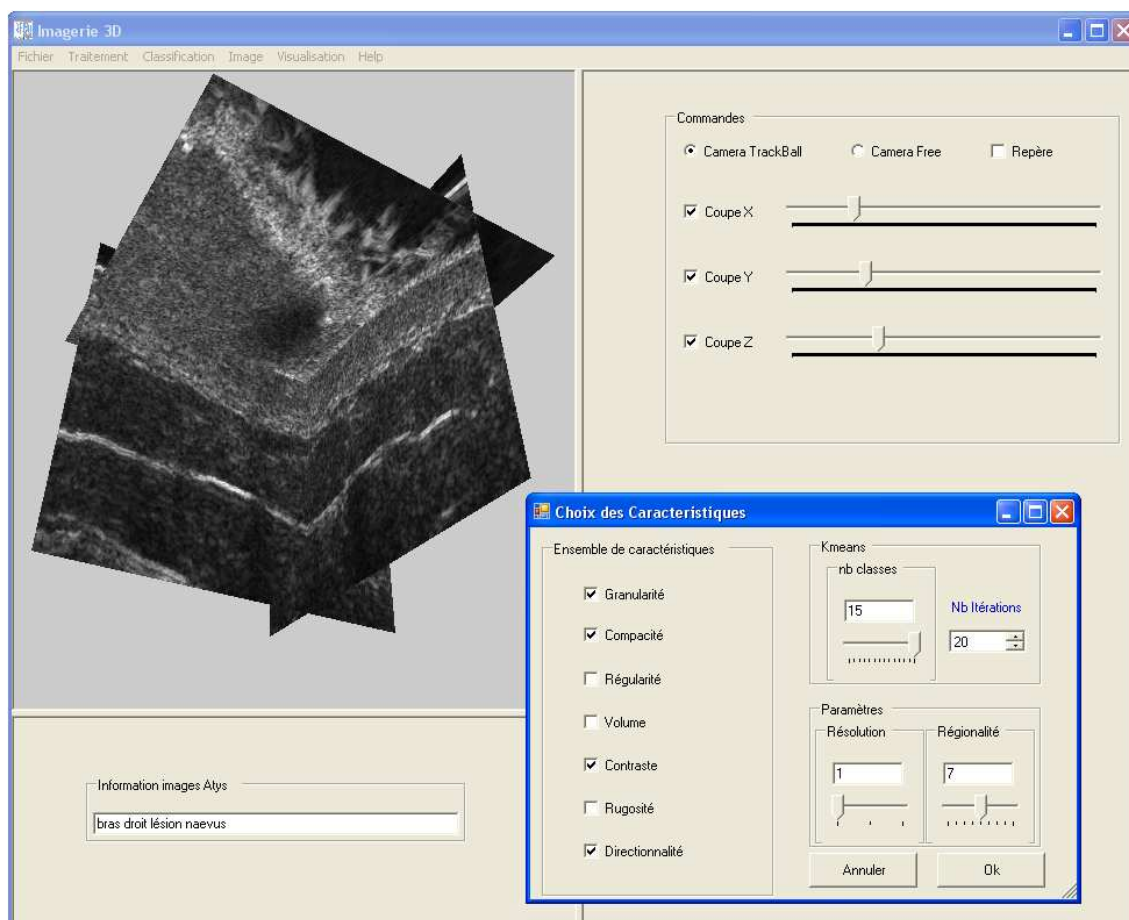 Imagerie 3D
Fichier Traitement Classification Image Visualisation Help
Commandes
Camera TrackBall Camera Free Repère
Coupe X
Coupe Y
Coupe Z
Choix des Caracteristiques
Ensemble de caractéristiques
Granularité
Compacité
Régularité
Volume
Contraste
Rugosité
Directionnalité
Kmeans
nb classes
15
Nb Itérations
20
Paramètres
Résolution Régionalité
1 7
Annuler Ok
Information images Atys
bras droit lésion naevus